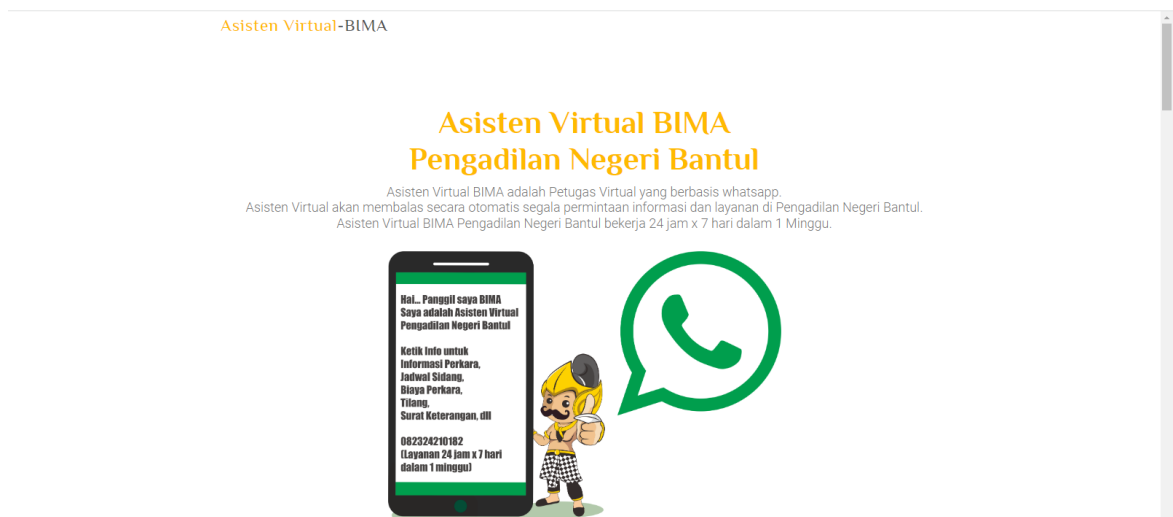 Asisten Virtual-BIMA
Asisten Virtual BIMA
Pengadilan Negeri Bantul
Asisten Virtual BIMA adalah Petugas Virtual yang berbasis whatsapp.
Asisten Virtual akan membalas secara otomatis segala permintaan informasi dan layanan di Pengadilan Negeri Bantul.
Asisten Virtual BIMA Pengadilan Negeri Bantul bekerja 24 jam x 7 hari dalam 1 Minggu.
Hai... Panggil saya BIMA
Saya adalah Asisten Virtual
Pengadilan Negeri Bantul
Ketik Info untuk
Informasi Perkara,
Jadwal Sidang,
Biaya Perkara,
Tilang,
Surat Keterangan, dll
082324210182
(Layanan 24 jam x 7 hari
dalam 1 minggu)